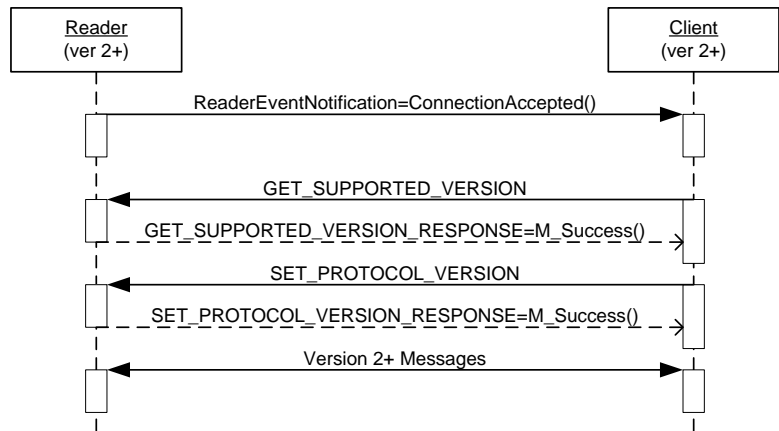 Reader
(ver 2+)
Client
(ver 2+)
ReaderEventNotification=ConnectionAccepted()
GET_SUPPORTED_VERSION
GET_SUPPORTED_VERSION_RESPONSE=M_Success()
SET_PROTOCOL_VERSION
SET_PROTOCOL_VERSION_RESPONSE=M_Success()
Version 2+ Messages